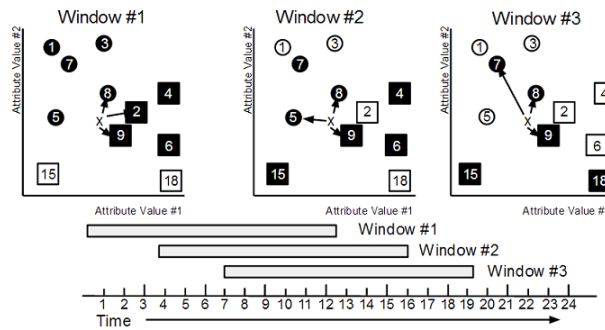 Window #1
Window #2
Window #3
Attribute Value #2
1
3
7
8
4
2
5
X
9
6
15
18
Attribute Value #1
Attribute Value #2
1
3
7
8
4
2
5
X
9
6
15
18
Attribute Value #1
Attribute Value #2
1
3
7
8
4
2
5
X
9
6
15
18
Attribute Value #
Window #1
Window #2
Window #3
1 2 3 4 5 6 7 8 9 10 11 12 13 14 15 16 17 18 19 20 21 22 23 24
Time